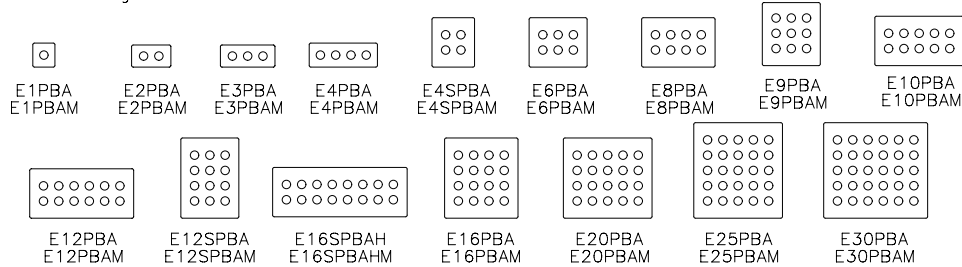 E1PBA
E1PBAM
E2PBA
E2PBAM
E3PBA
E3PBAM
E4PBA
E4PBAM
E4SPBA
E4SPBAM
E6PBA
E6PBAM
E8PBA
E8PBAM
E9PBA
E9PBAM
E10PBA
E10PBAM
E12PBA
E12PBAM
E12SPBA
E12SPBAM
E16SPBAH
E16SPBAHM
E16PBA
E16PBAM
E20PBA
E20PBAM
E25PBA
E25PBAM
E30PBA
E30PBAM